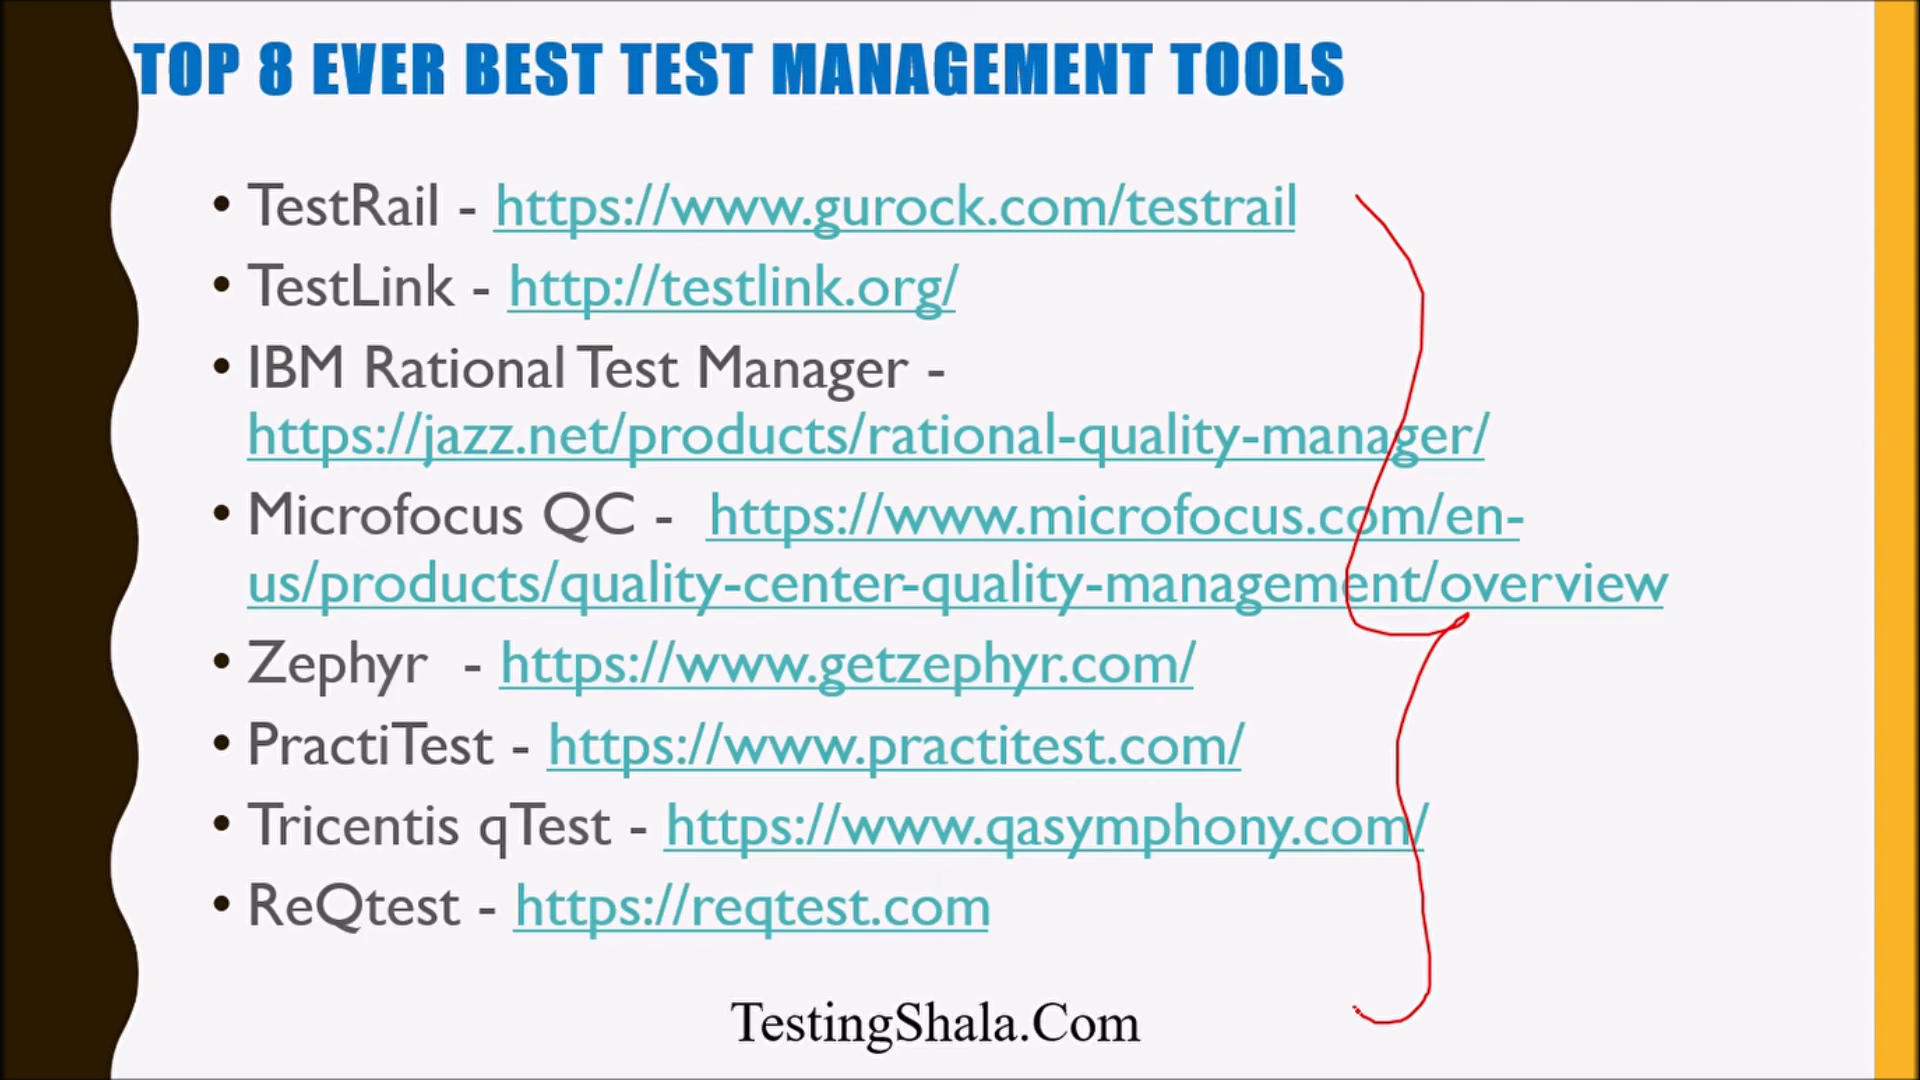 TOP 8 EVER BEST TEST MANAGEMENT TOOLS
• TestRail - https://www.gurock.com/testrail
• TestLink - http://testlink.org/
• IBM Rational Test Manager -
https://jazz.net/products/rational-quality-manager/
• Microfocus QC - https://www.microfocus.com/en-
us/products/quality-center-quality-management/overview
• Zephyr - https://www.getzephyr.com/
• PractiTest - https://www.practitest.com/
• Tricentis qTest - https://www.qasymphony.com/
• ReQtest - https://reqtest.com
TestingShala.Com